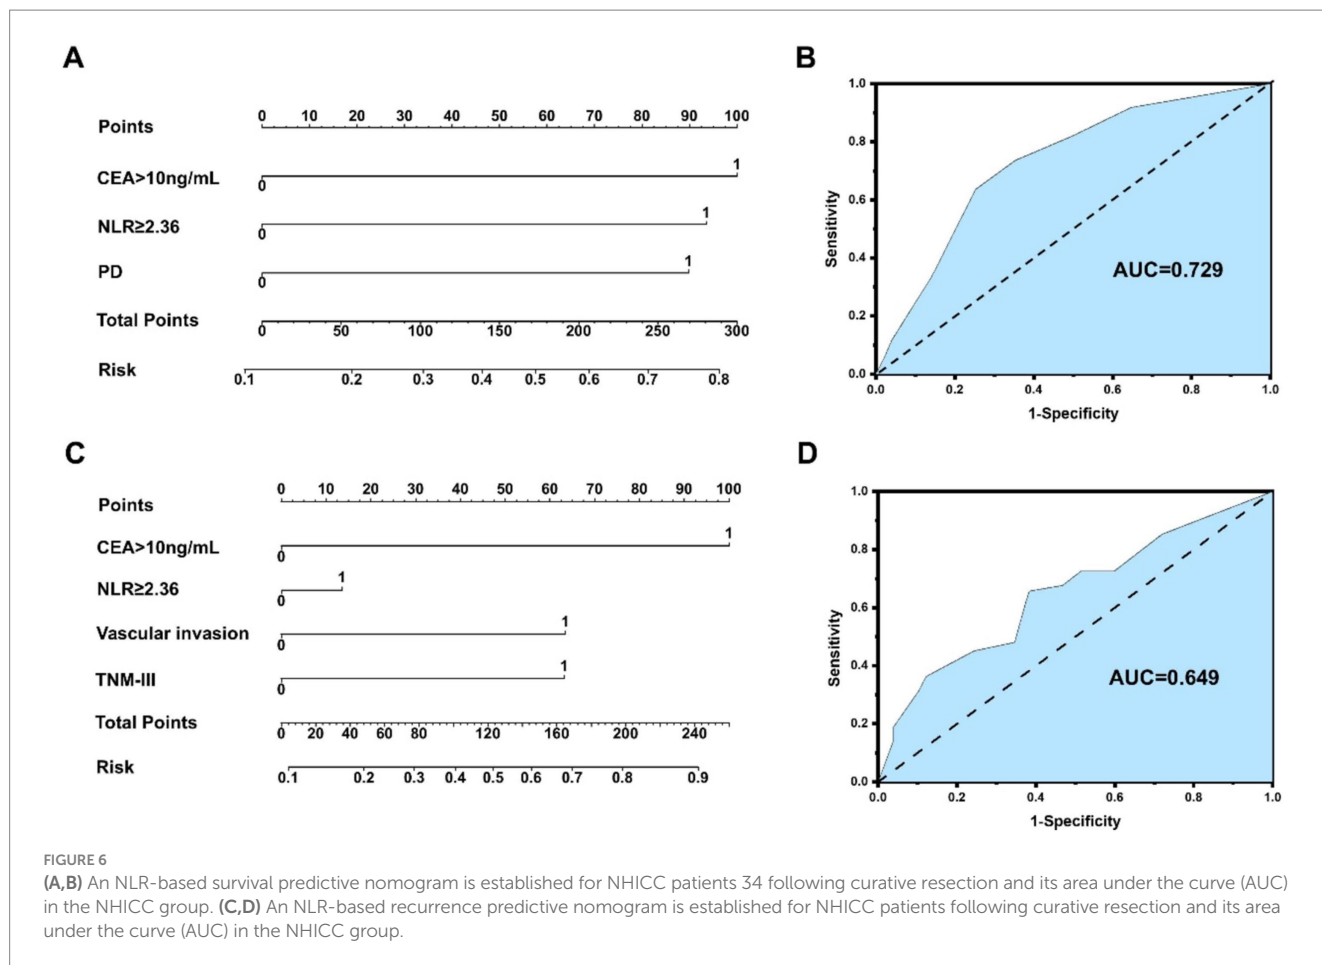 A
Points
0 10 20 30 40 50 60 70 80 90 100
CEA>10ng/mL
0 1
NLR≥2.36
0 1
PD
0 1
Total Points
0 50 100 150 200 250 300
Risk
0.1 0.2 0.3 0.4 0.5 0.6 0.7 0.8
B
1.0
0.8
0.6
0.4
0.2
0.0
Sensitivity
AUC=0.729
0.0 0.2 0.4 0.6 0.8 1.0
1-Specificity
C
Points
0 10 20 30 40 50 60 70 80 90 100
CEA>10ng/mL
0 1
NLR≥2.36
0 1
Vascular invasion
0 1
TNM-III
0 1
Total Points
0 20 40 60 80 120 160 200 240
Risk
0.1 0.2 0.3 0.4 0.5 0.6 0.7 0.8 0.9
D
1.0
0.8
0.6
0.4
0.2
0.0
Sensitivity
AUC=0.649
0.0 0.2 0.4 0.6 0.8 1.0
1-Specificity
FIGURE 6
(A,B) An NLR-based survival predictive nomogram is established for NHICC patients 34 following curative resection and its area under the curve (AUC)
in the NHICC group. (C,D) An NLR-based recurrence predictive nomogram is established for NHICC patients following curative resection and its area
under the curve (AUC) in the NHICC group.